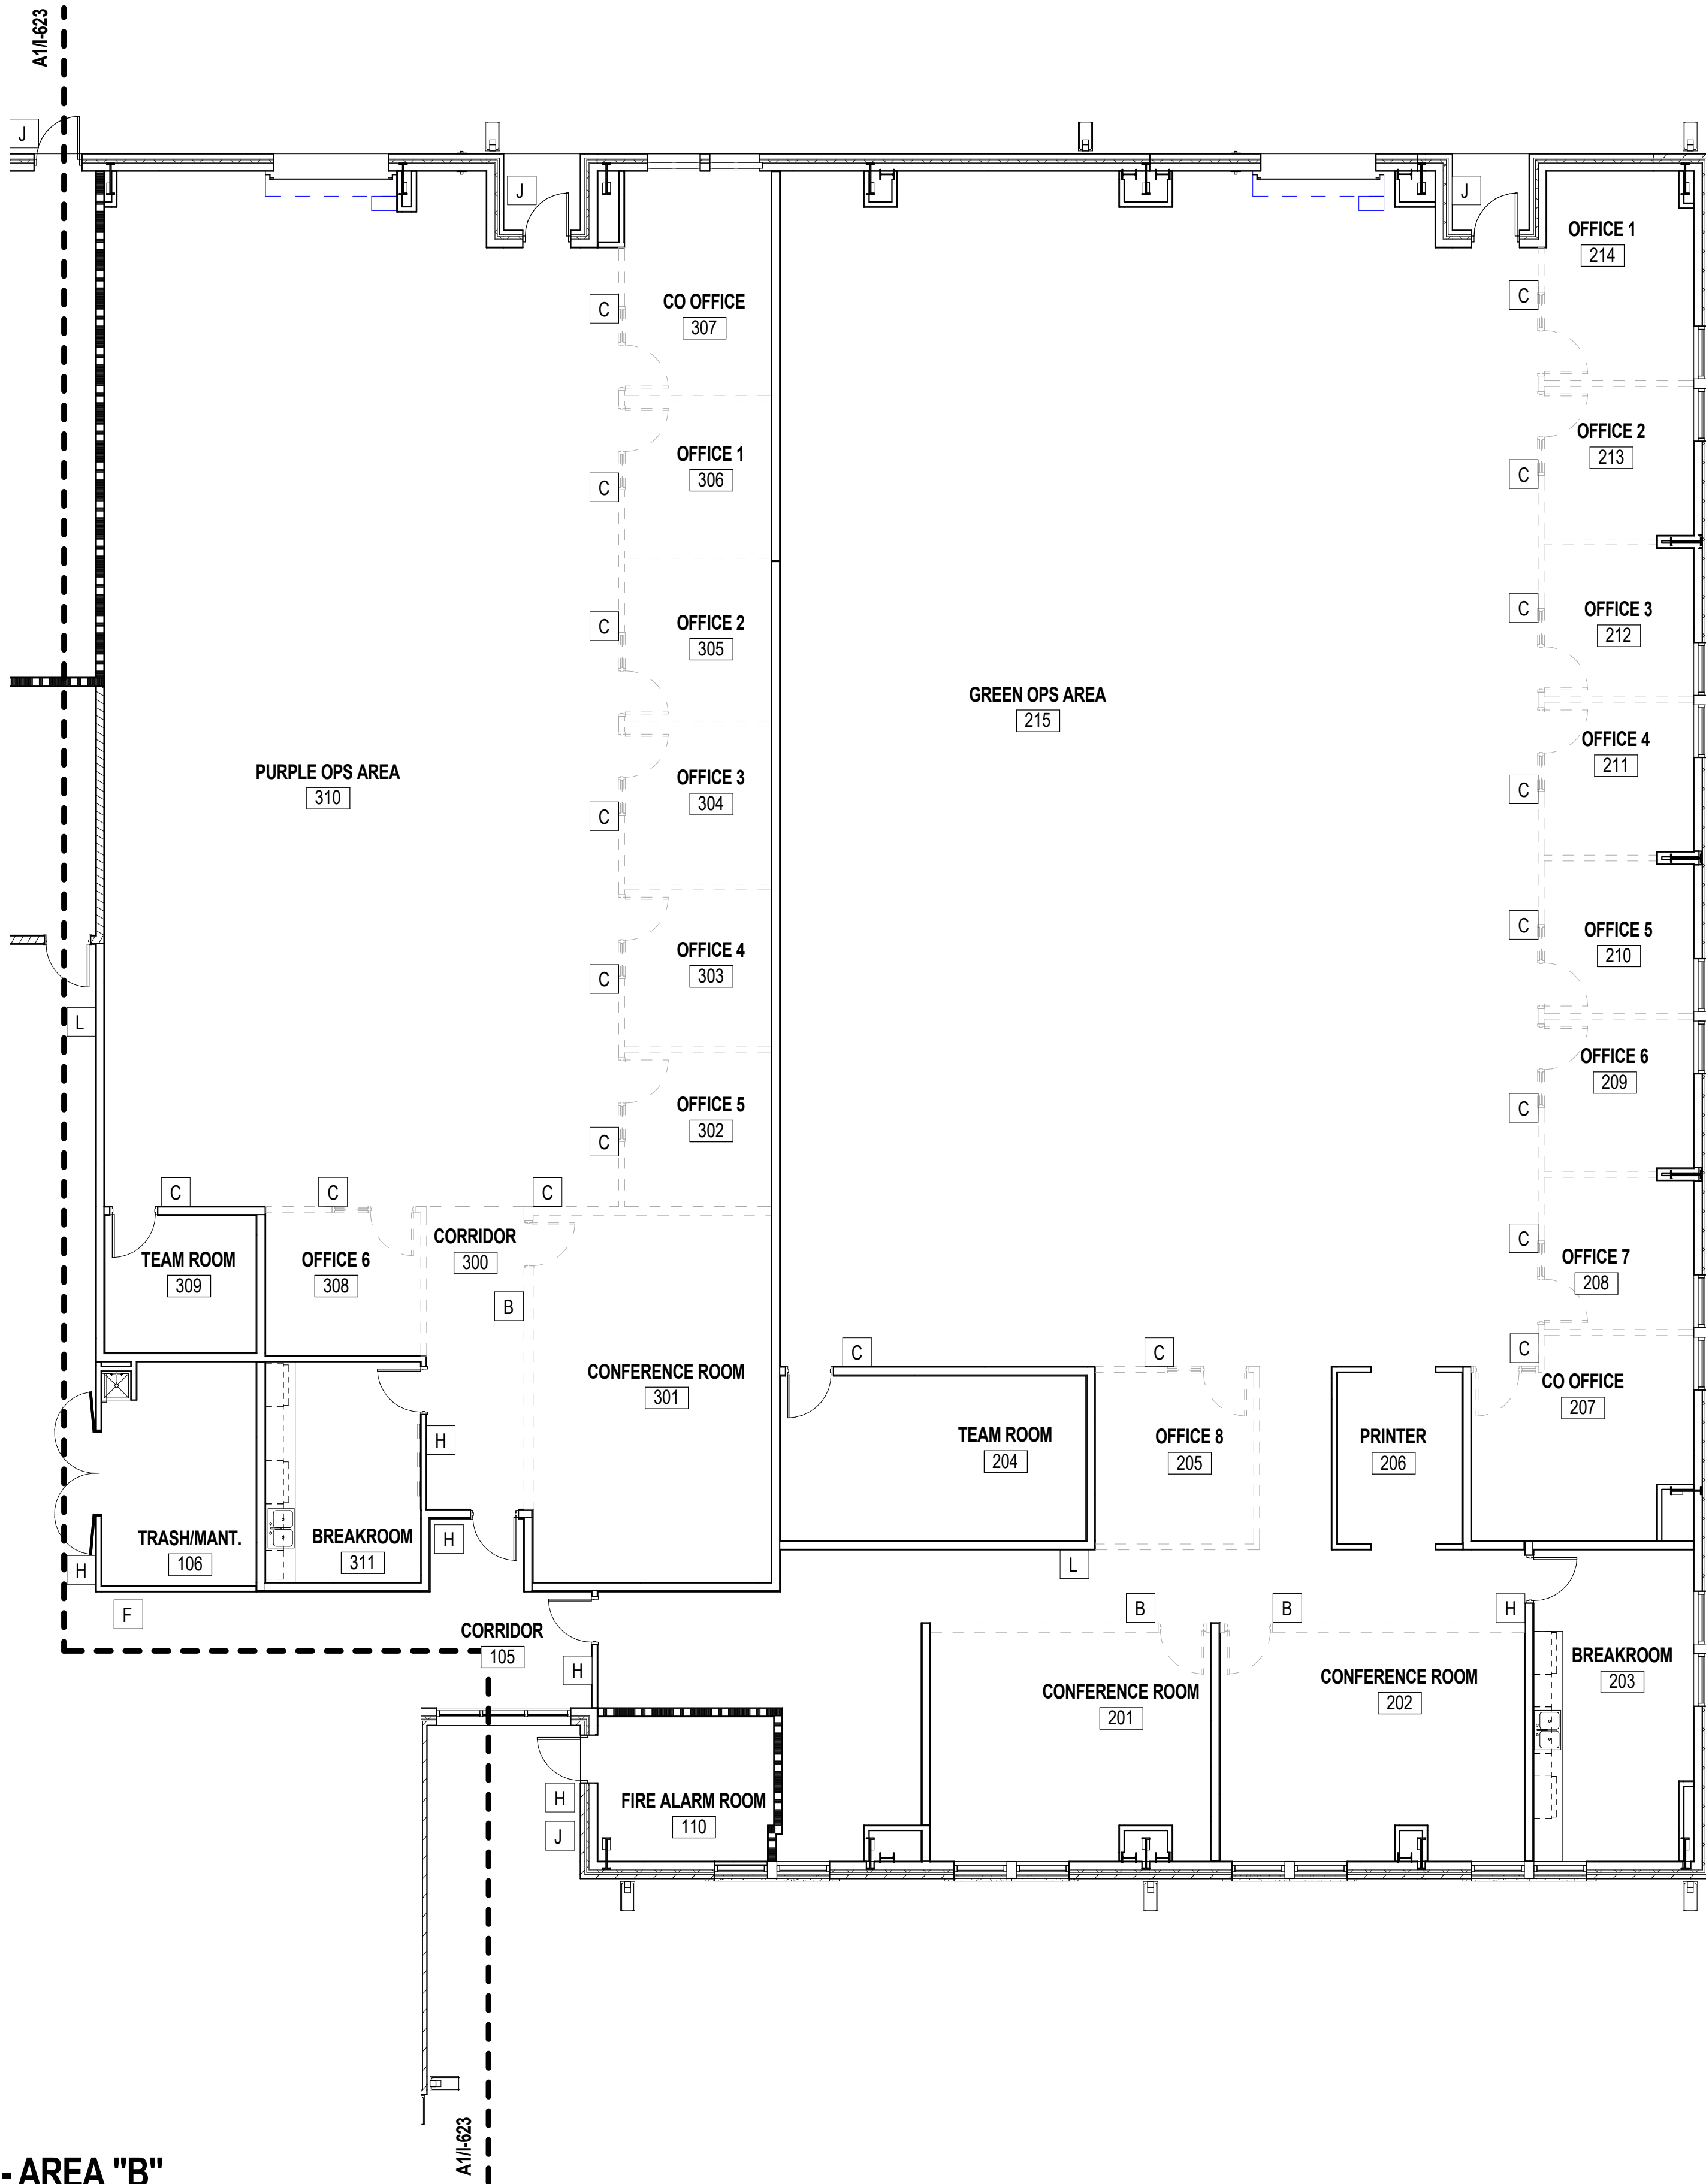 A1/I-623
J
J
J
OFFICE 1
214
C
CO OFFICE
307
C
OFFICE 2
213
C
OFFICE 1
306
C
OFFICE 3
212
C
OFFICE 2
305
C
GREEN OPS AREA
215
OFFICE 4
211
C
PURPLE OPS AREA
310
OFFICE 3
304
C
OFFICE 5
210
C
OFFICE 4
303
C
L
OFFICE 6
209
C
OFFICE 5
302
C
C
C
C
TEAM ROOM
309
OFFICE 6
308
CORRIDOR
300
B
C
OFFICE 7
208
C
C
C
CONFERENCE ROOM
301
CO OFFICE
207
H
TEAM ROOM
204
OFFICE 8
205
PRINTER
206
TRASH/MANT.
106
BREAKROOM
311
H
H
L
F
B
B
H
CORRIDOR
105
H
BREAKROOM
203
CONFERENCE ROOM
201
CONFERENCE ROOM
202
H
FIRE ALARM ROOM
110
J
A1/I-623
- AREA "B"